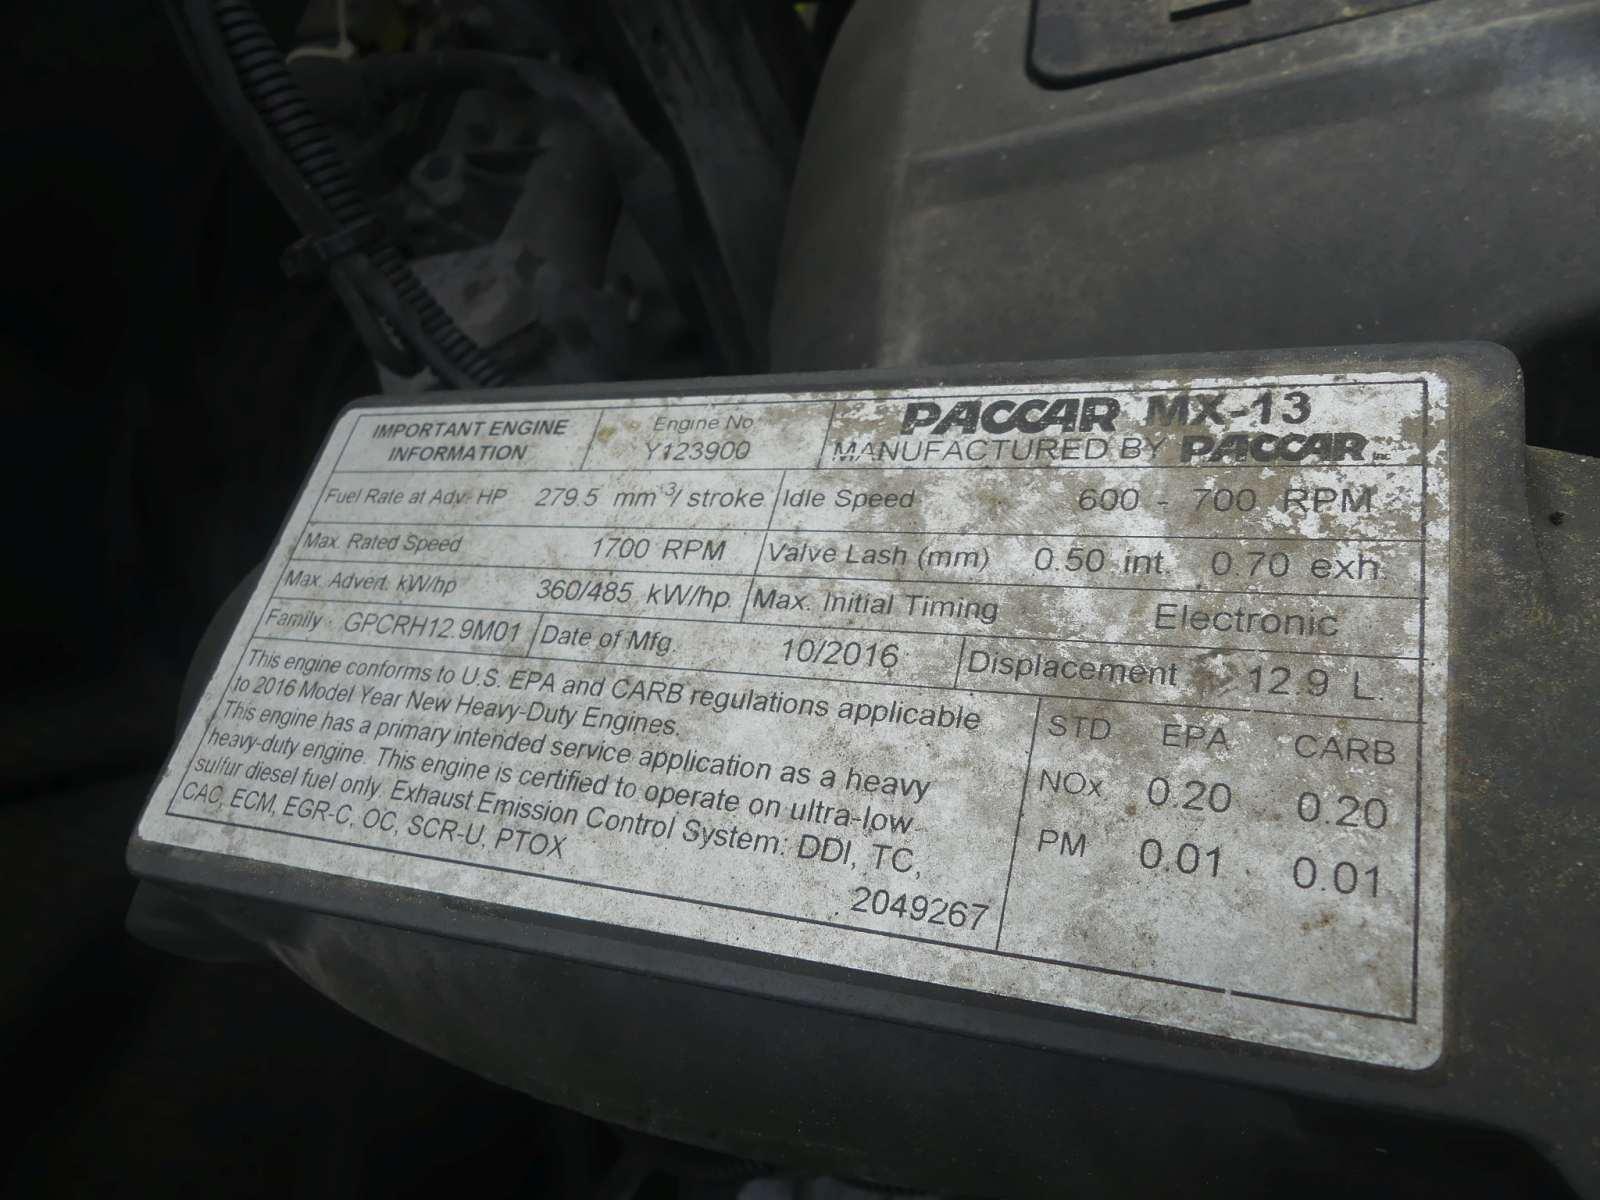 IMPORTANT ENGINE
INFORMATION
Engine No
Y123900
PACCAR MX-13
MANUFACTURED BY PACCAR INC
Fuel Rate at Adv. HP 279.5 mm³/ stroke
Idle Speed 600 - 700 RPM
Max. Rated Speed 1700 RPM
Valve Lash (mm) 0.50 int. 0.70 exh.
Max. Advert. kW/hp 360/485 kW/hp
Max. Initial Timing Electronic
Family GPCRH12.9M01
Date of Mfg. 10/2016
Displacement 12.9 L.
This engine conforms to U.S. EPA and CARB regulations applicable
to 2016 Model Year New Heavy-Duty Engines.
This engine has a primary intended service application as a heavy
heavy-duty engine. This engine is certified to operate on ultra-low
sulfur diesel fuel only. Exhaust Emission Control System: DDI, TC,
CAC, ECM, EGR-C, OC, SCR-U, PTOX
2049267
STD EPA CARB
NOx 0.20 0.20
PM 0.01 0.01